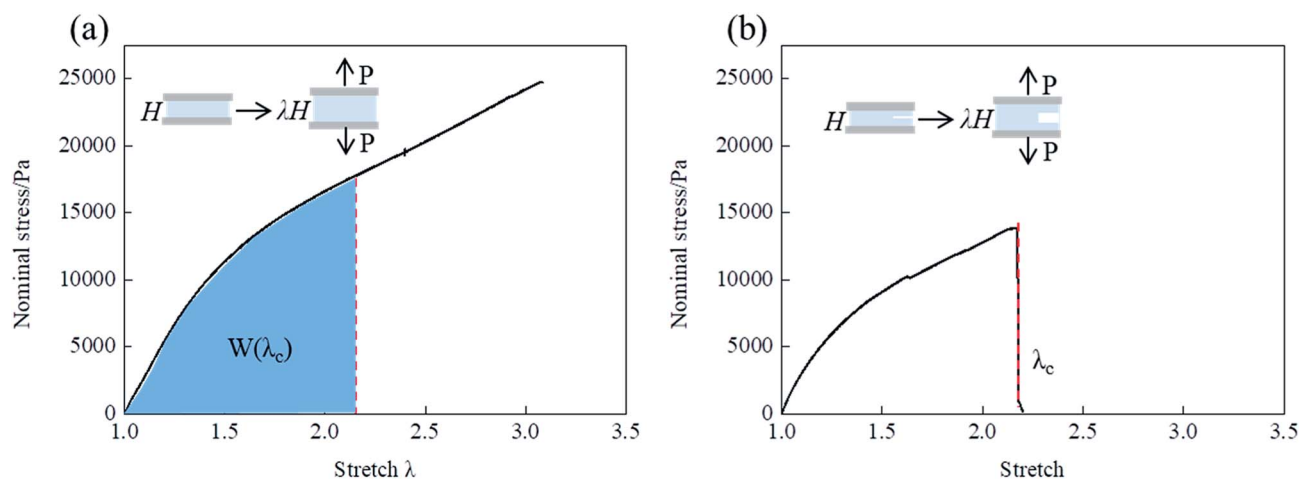 (a)
Nominal stress/Pa
25000
20000
15000
10000
5000
0
H
λH
P
P
W(λc)
1.0 1.5 2.0 2.5 3.0 3.5
Stretch λ
(b)
Nominal stress/Pa
25000
20000
15000
10000
5000
0
H
λH
P
P
λc
1.0 1.5 2.0 2.5 3.0 3.5
Stretch